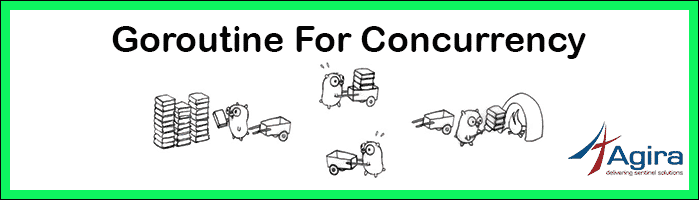 Goroutine For Concurrency
Agira
delivering sentinel solutions